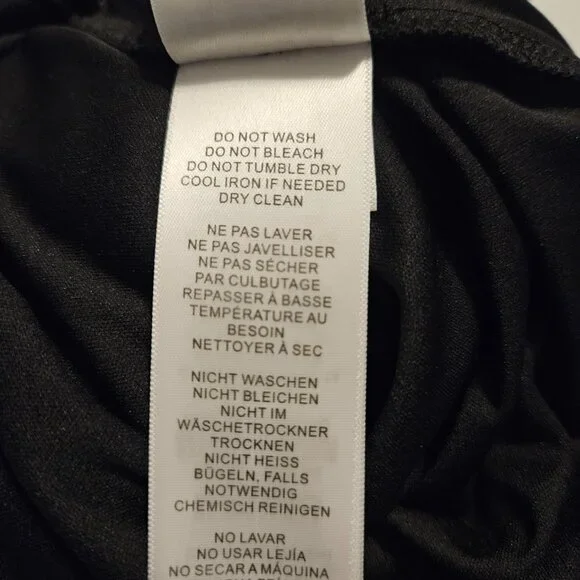 DO NOT WASH
DO NOT BLEACH
DO NOT TUMBLE DRY
COOL IRON IF NEEDED
DRY CLEAN
NE PAS LAVER
NE PAS JAVELLISER
NE PAS SÉCHER
PAR CULBUTAGE
REPASSER À BASSE
TEMPÉRATURE AU
BESOIN
NETTOYER À SEC
NICHT WASCHEN
NICHT BLEICHEN
NICHT IM
WÄSCHETROCKNER
TROCKNEN
NICHT HEISS
BÜGELN, FALLS
NOTWENDIG
CHEMISCH REINIGEN
NO LAVAR
NO USAR LEJÍA
NO SECAR A MÁQUINA